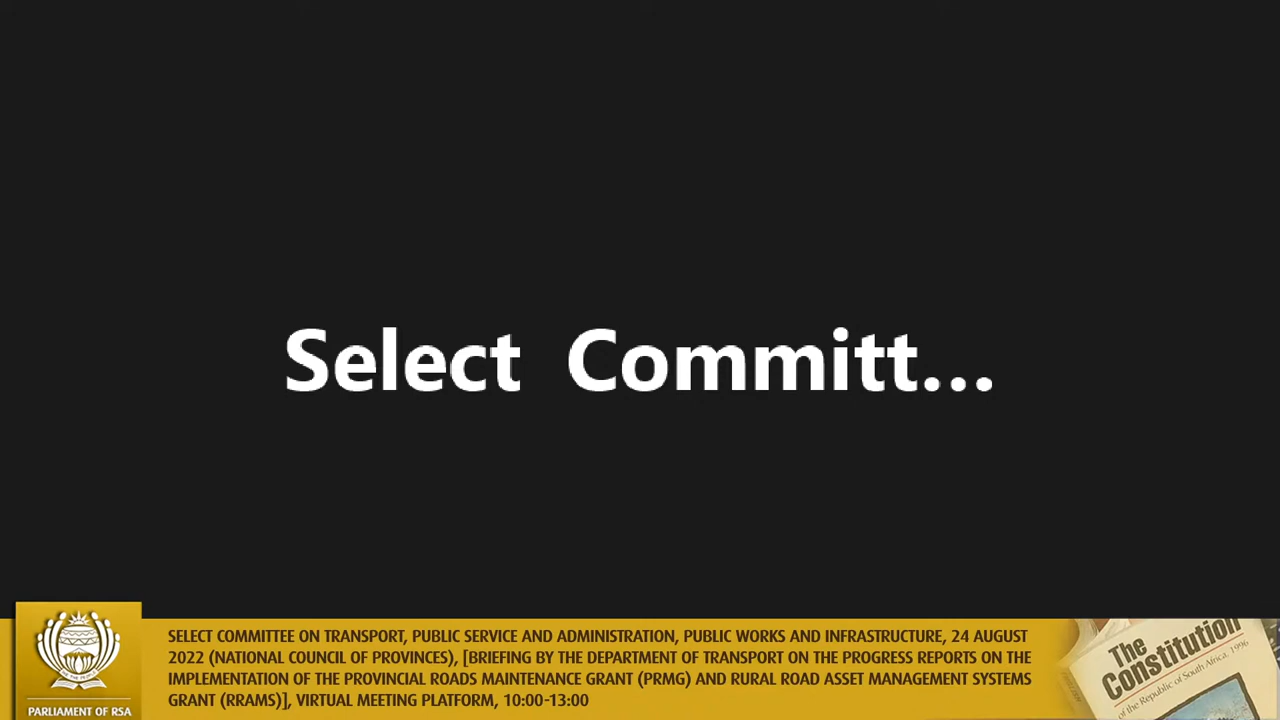 Select Committ...
SELECT COMMITTEE ON TRANSPORT, PUBLIC SERVICE AND ADMINISTRATION, PUBLIC WORKS AND INFRASTRUCTURE, 24 AUGUST
2022 (NATIONAL COUNCIL OF PROVINCES), [BRIEFING BY THE DEPARTMENT OF TRANSPORT ON THE PROGRESS REPORTS ON THE
IMPLEMENTATION OF THE PROVINCIAL ROADS MAINTENANCE GRANT (PRMG) AND RURAL ROAD ASSET MANAGEMENT SYSTEMS
GRANT (RRAMS)], VIRTUAL MEETING PLATFORM, 10:00-13:00
PARLIAMENT OF RSA
The
Constitution
of the Republic of South Africa, 1996